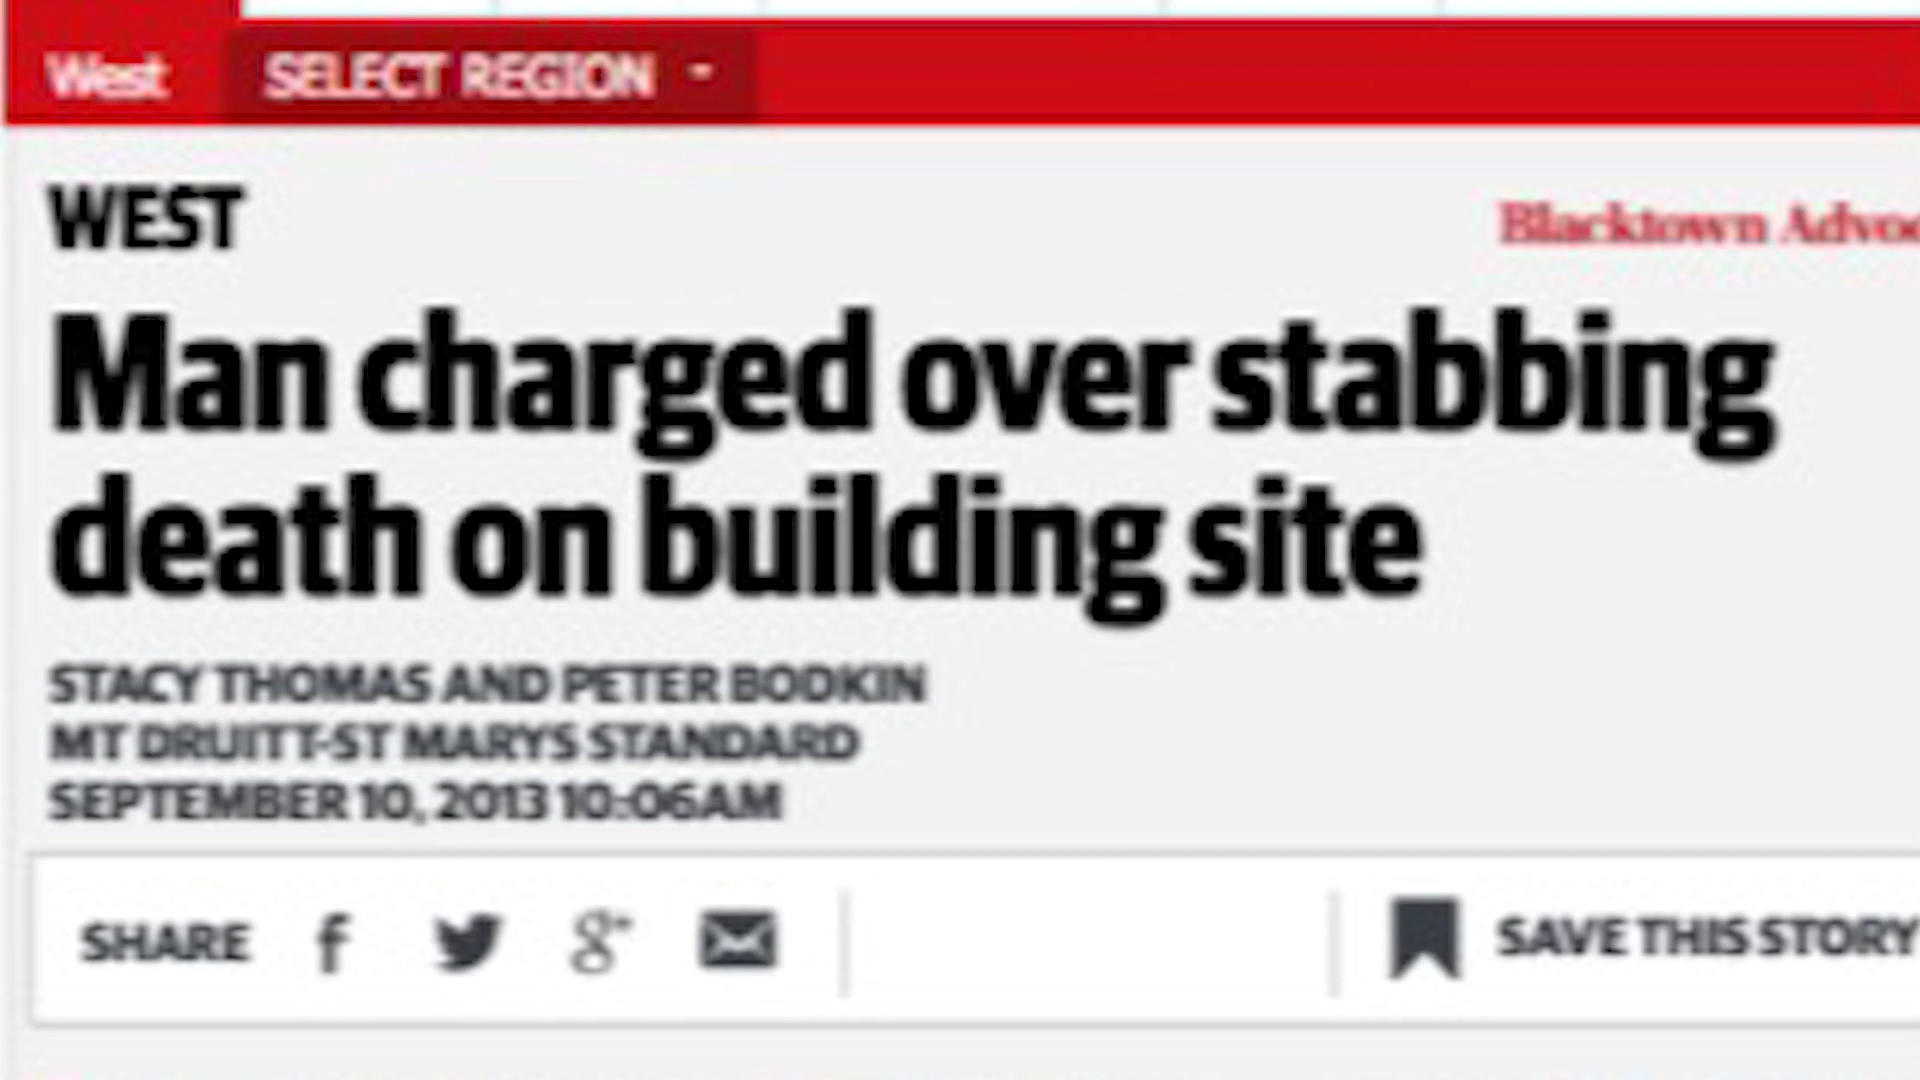 West SELECT REGION
WEST
Blacktown
Man charged over stabbing
death on building site
STACY THOMAS AND PETER BODKIN
MT DRUITT-ST MARYS STANDARD
SEPTEMBER 10, 2013 10:06AM
SHARE SAVE THIS STORY